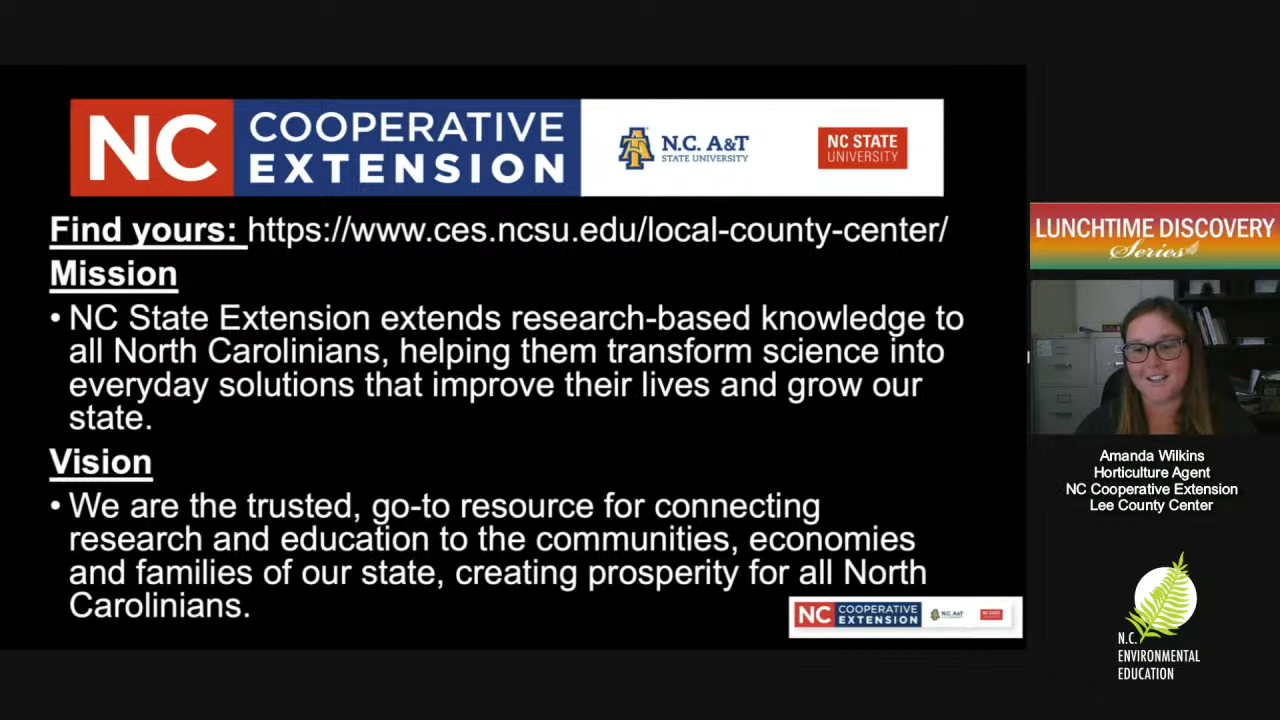 NC COOPERATIVE EXTENSION
N.C. A&T STATE UNIVERSITY
NC STATE UNIVERSITY
Find yours: https://www.ces.ncsu.edu/local-county-center/
Mission
• NC State Extension extends research-based knowledge to
all North Carolinians, helping them transform science into
everyday solutions that improve their lives and grow our
state.
Vision
• We are the trusted, go-to resource for connecting
research and education to the communities, economies
and families of our state, creating prosperity for all North
Carolinians.
NC COOPERATIVE EXTENSION
N.C. A&T
NC STATE
LUNCHTIME DISCOVERY
Series
Amanda Wilkins
Horticulture Agent
NC Cooperative Extension
Lee County Center
N.C.
ENVIRONMENTAL
EDUCATION